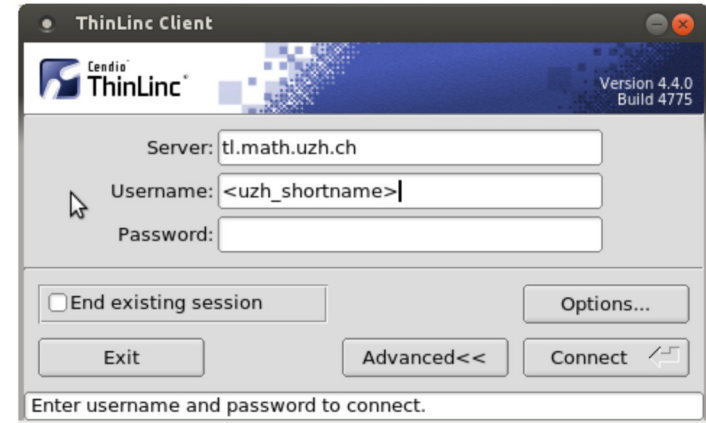 ThinLinc Client
Cendio
ThinLinc
Version 4.4.0
Build 4775
Server: tl.math.uzh.ch
Username: <uzh_shortname>
Password:
End existing session
Options...
Exit
Advanced<<
Connect
Enter username and password to connect.